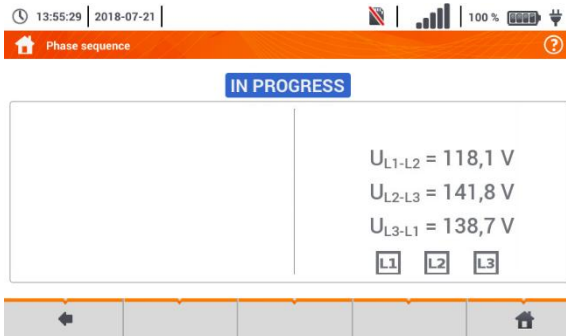 13:55:29 2018-07-21 100 %
Phase sequence ?
IN PROGRESS
UL1-L2 = 118,1 V
UL2-L3 = 141,8 V
UL3-L1 = 138,7 V
L1 L2 L3